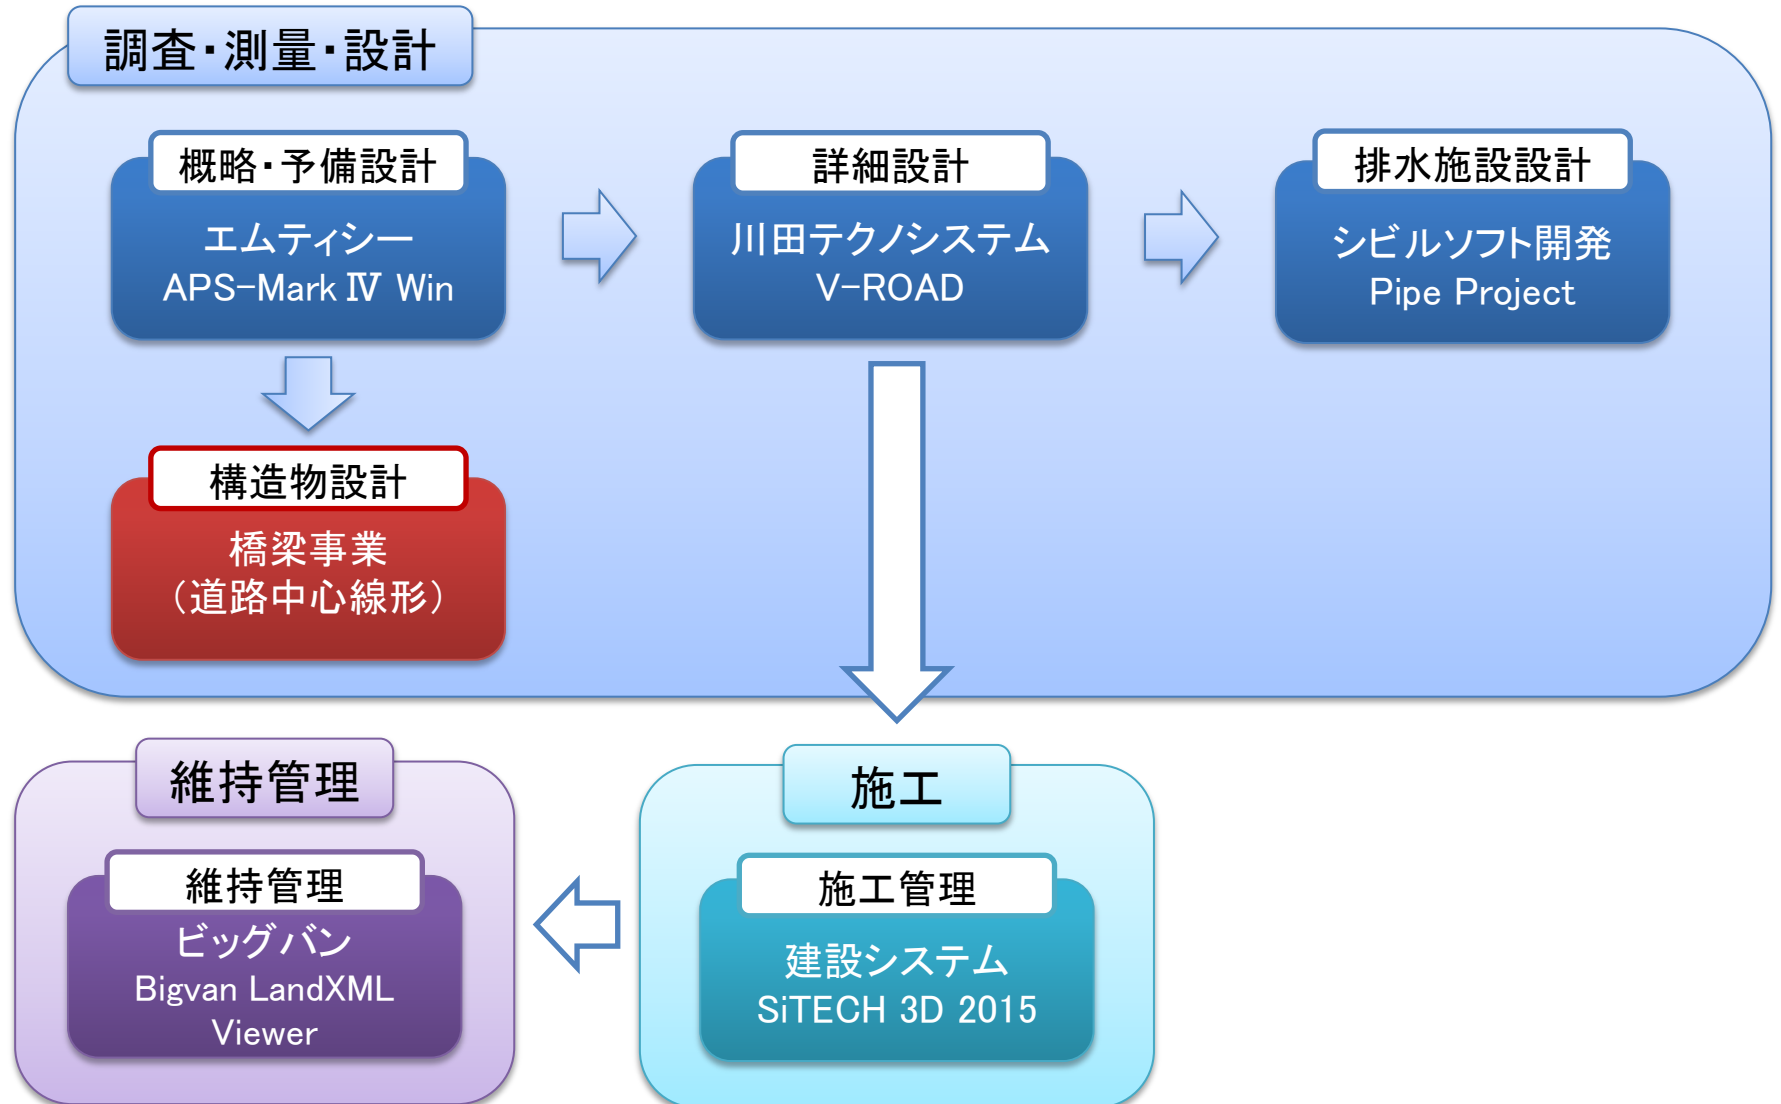 調査・測量・設計
概略・予備設計
エムティシー
APS-Mark Ⅳ Win
詳細設計
川田テクノシステム
V-ROAD
排水施設設計
シビルソフト開発
Pipe Project
構造物設計
橋梁事業
（道路中心線形）
維持管理
維持管理
ビッグバン
Bigvan LandXML
Viewer
施工
施工管理
建設システム
SiTECH 3D 2015